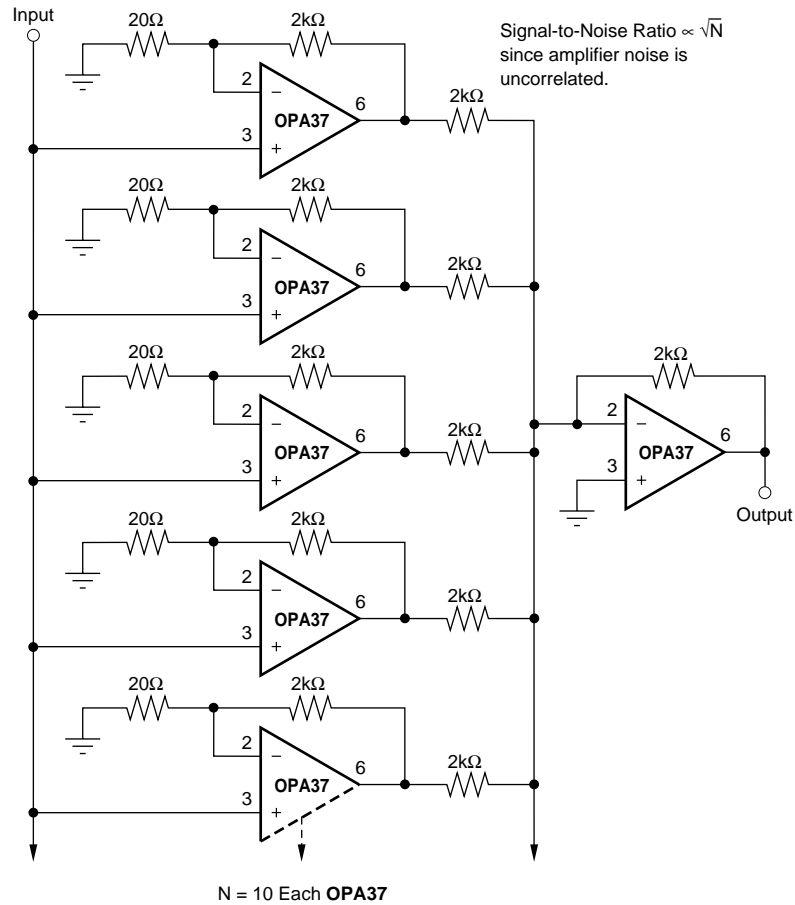 Input
20Ω 2kΩ
Signal-to-Noise Ratio ∝ √N
since amplifier noise is
uncorrelated.
2 −
OPA37
6
2kΩ
3 +
20Ω 2kΩ
2 −
OPA37
6
2kΩ
3 +
20Ω 2kΩ
2 −
OPA37
6
2kΩ
3 +
2kΩ
2 −
OPA37
6
3 +
Output
20Ω 2kΩ
2 −
OPA37
6
2kΩ
3 +
20Ω 2kΩ
2 −
OPA37
6
2kΩ
3 +
N = 10 Each OPA37